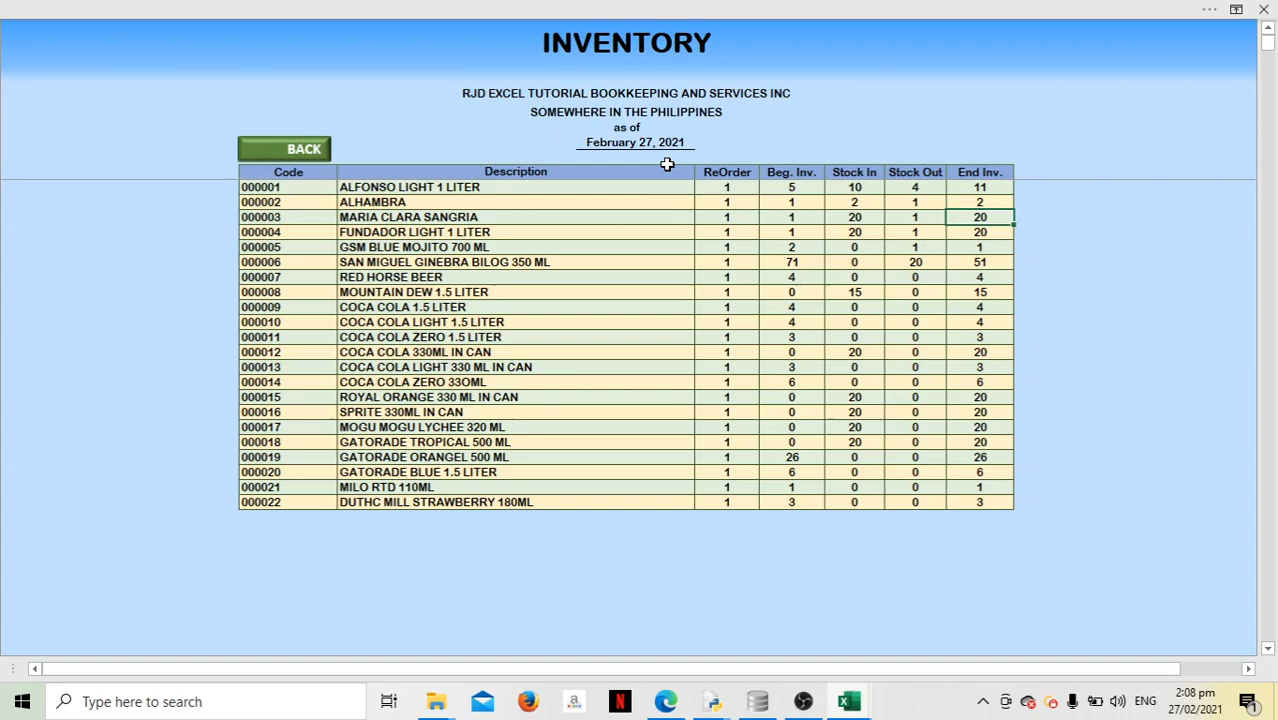 INVENTORY
RJD EXCEL TUTORIAL BOOKKEEPING AND SERVICES INC
SOMEWHERE IN THE PHILIPPINES
as of
February 27, 2021
BACK
Code Description ReOrder Beg. Inv. Stock In Stock Out End Inv.
000001 ALFONSO LIGHT 1 LITER 1 5 10 4 11
000002 ALHAMBRA 1 1 2 1 2
000003 MARIA CLARA SANGRIA 1 1 20 1 20
000004 FUNDADOR LIGHT 1 LITER 1 1 20 1 20
000005 GSM BLUE MOJITO 700 ML 1 2 0 1 1
000006 SAN MIGUEL GINEBRA BILOG 350 ML 1 71 0 20 51
000007 RED HORSE BEER 1 4 0 0 4
000008 MOUNTAIN DEW 1.5 LITER 1 0 15 0 15
000009 COCA COLA 1.5 LITER 1 4 0 0 4
000010 COCA COLA LIGHT 1.5 LITER 1 4 0 0 4
000011 COCA COLA ZERO 1.5 LITER 1 3 0 0 3
000012 COCA COLA 330ML IN CAN 1 0 20 0 20
000013 COCA COLA LIGHT 330 ML IN CAN 1 3 0 0 3
000014 COCA COLA ZERO 33OML 1 6 0 0 6
000015 ROYAL ORANGE 330 ML IN CAN 1 0 20 0 20
000016 SPRITE 330ML IN CAN 1 0 20 0 20
000017 MOGU MOGU LYCHEE 320 ML 1 0 20 0 20
000018 GATORADE TROPICAL 500 ML 1 0 20 0 20
000019 GATORADE ORANGEL 500 ML 1 26 0 0 26
000020 GATORADE BLUE 1.5 LITER 1 6 0 0 6
000021 MILO RTD 110ML 1 1 0 0 1
000022 DUTHC MILL STRAWBERRY 180ML 1 3 0 0 3
Type here to search
a
N
ENG
2:08 pm
27/02/2021
1